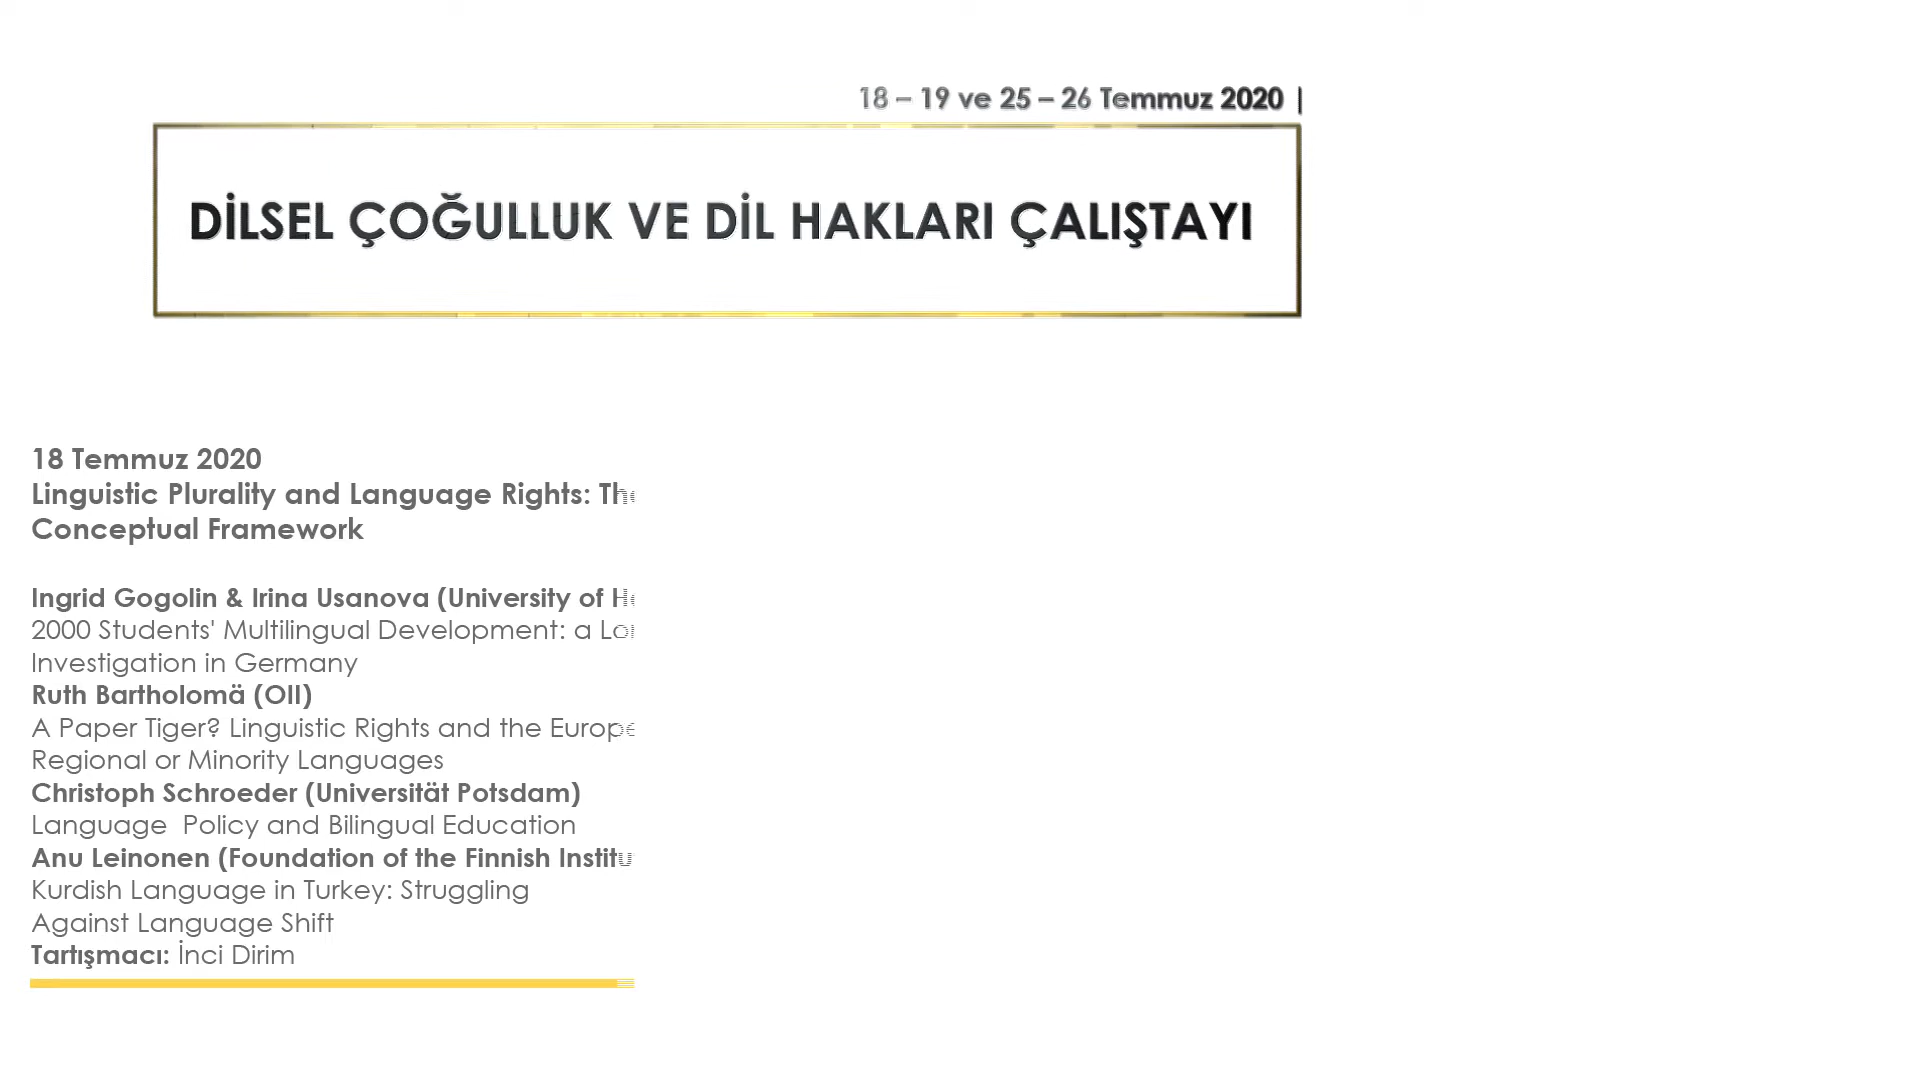 18 – 19 ve 25 – 26 Temmuz 2020 |
DİLSEL ÇOĞULLUK VE DİL HAKLARI ÇALIŞTAYI
18 Temmuz 2020
Linguistic Plurality and Language Rights:
Conceptual Framework
Ingrid Gogolin & Irina Usanova (University of
2000 Students' Multilingual Development: a
Investigation in Germany
Ruth Bartholomä (OII)
A Paper Tiger? Linguistic Rights and the
Regional or Minority Languages
Christoph Schroeder (Universität Potsdam)
Language Policy and Bilingual Education
Anu Leinonen (Foundation of the Finnish
Kurdish Language in Turkey: Struggling
Against Language Shift
Tartışmacı: İnci Dirim